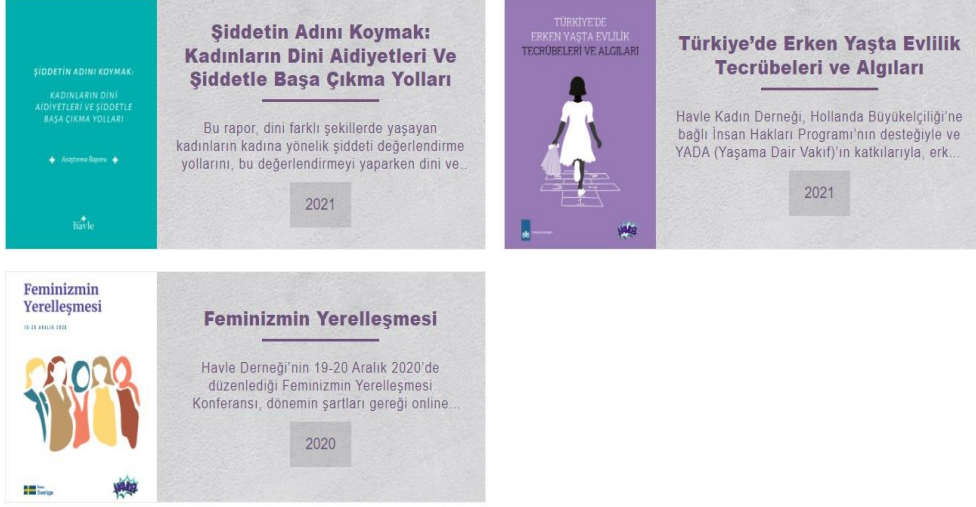 ŞİDDETİN ADINI KOYMAK:
KADINLARIN DİNİ
AİDİYETLERİ VE ŞİDDETLE
BAŞA ÇIKMA YOLLARI
Araştırma Raporu
havle
Şiddetin Adını Koymak:
Kadınların Dini Aidiyetleri Ve
Şiddetle Başa Çıkma Yolları
Bu rapor, dini farklı şekillerde yaşayan
kadınların kadına yönelik şiddeti değerlendirme
yollarını, bu değerlendirmeyi yaparken dini ve..
2021
TÜRKİYE'DE
ERKEN YAŞTA EVLİLİK
TECRÜBELERİ VE ALGILARI
HAVLE
Türkiye’de Erken Yaşta Evlilik
Tecrübeleri ve Algıları
Havle Kadın Derneği, Hollanda Büyükelçiliği’ne
bağlı İnsan Hakları Programı’nın desteğiyle ve
YADA (Yaşama Dair Vakıf)’ın katkılarıyla, erk...
2021
Feminizmin
Yerelleşmesi
19-20 ARALIK 2020
Sverige
HAVLE
Feminizmin Yerelleşmesi
Havle Derneği’nin 19-20 Aralık 2020’de
düzenlediği Feminizmin Yerelleşmesi
Konferansı, dönemin şartları gereği online...
2020